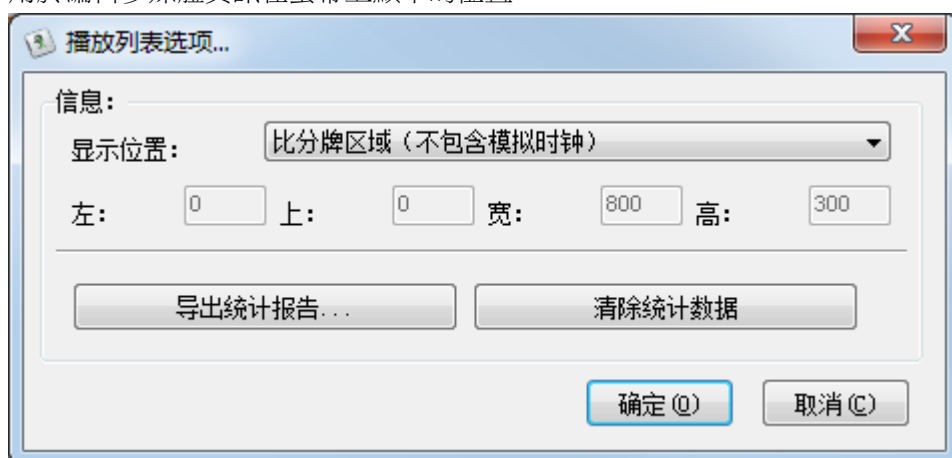 播放列表选项...
信息:
显示位置: 比分牌区域（不包含模拟时钟）
左: 0 上: 0 宽: 800 高: 300
导出统计报告... 清除统计数据
确定(O) 取消(C)